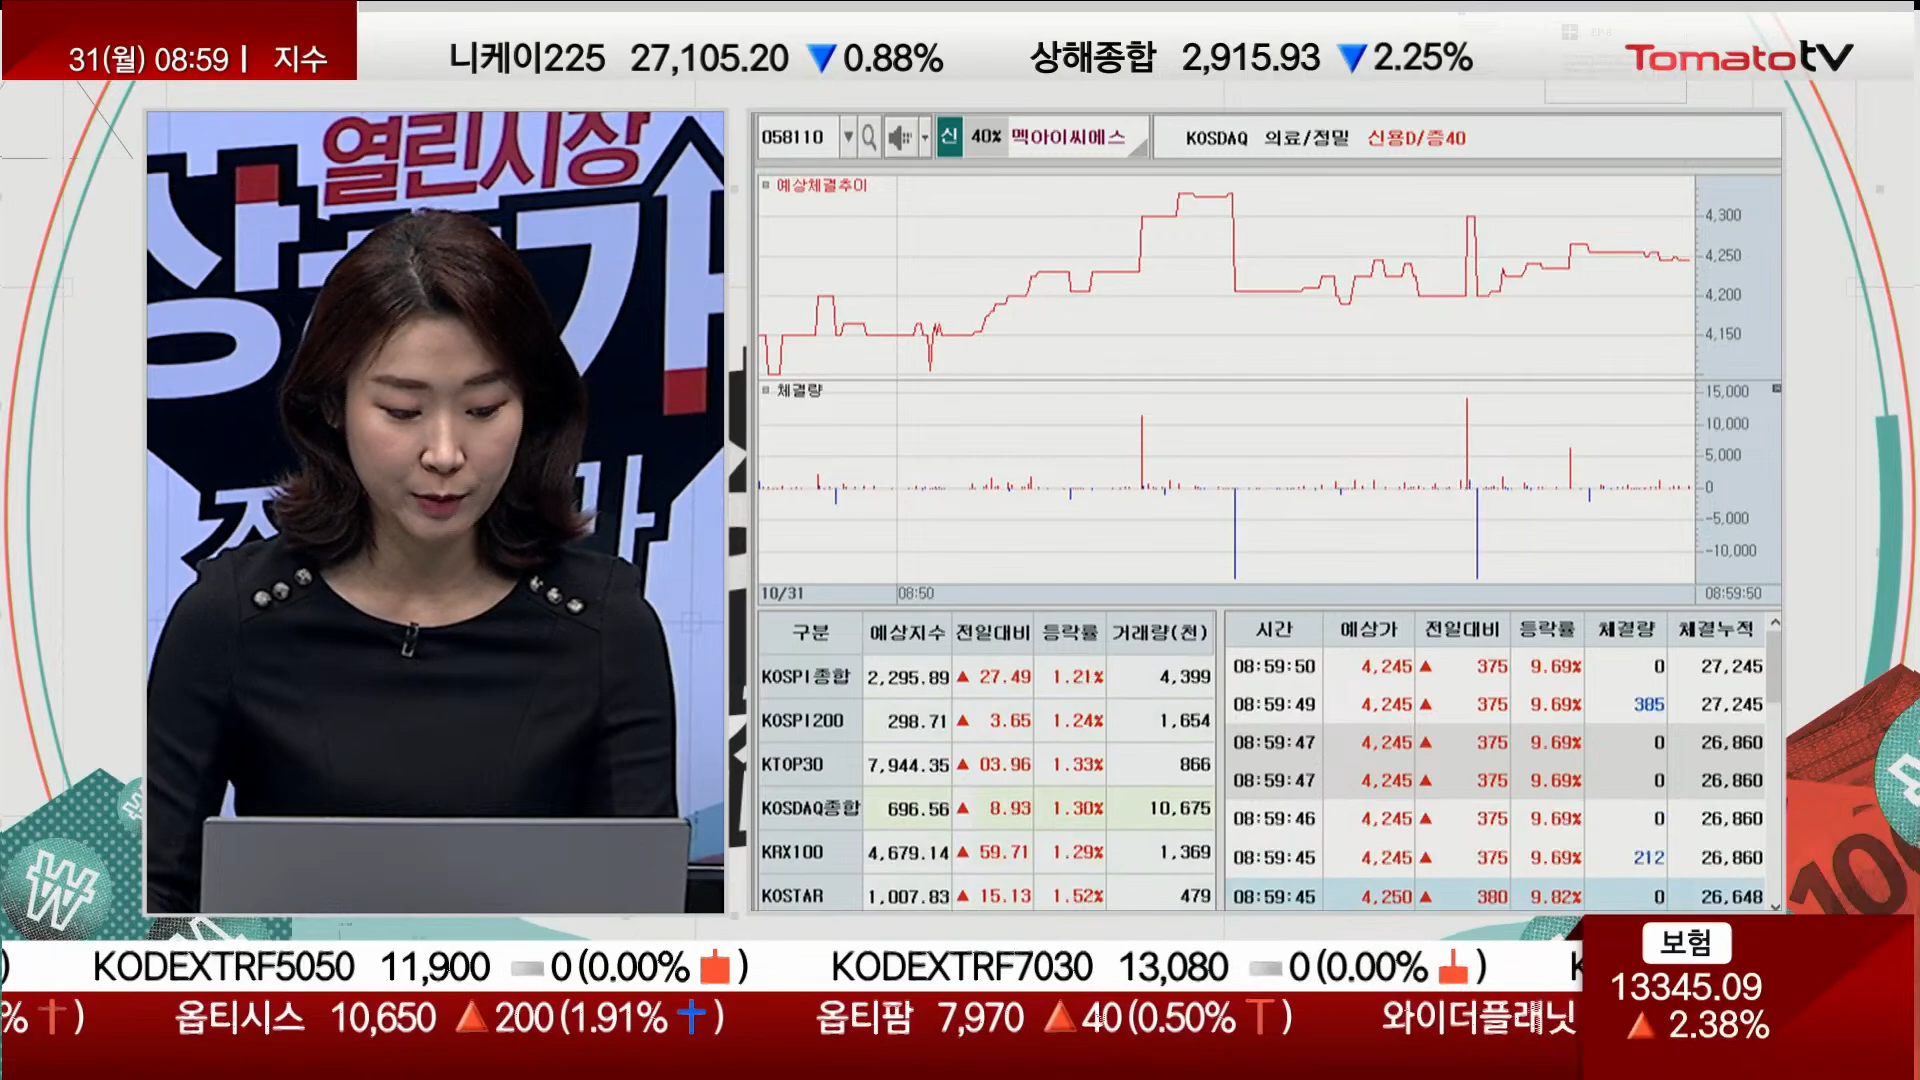 31(월) 08:59 | 지수
니케이225 27,105.20 ▼0.88% 상해종합 2,915.93 ▼2.25%
Tomatotv
열린시장
058110 신 40% 멕아이씨에스 KOSDAQ 의료/정밀 신용D/증40
예상체결추이
4,300
4,250
4,200
4,150
체결량
15,000
10,000
5,000
0
-5,000
-10,000
10/31 08:50 08:59:50
구분 예상지수 전일대비 등락률 거래량(천)
KOSPI종합 2,295.89 ▲ 27.49 1.21% 4,399
KOSPI200 298.71 ▲ 3.65 1.24% 1,654
KTOP30 7,944.35 ▲ 03.96 1.33% 866
KOSDAQ종합 696.56 ▲ 8.93 1.30% 10,675
KRX100 4,679.14 ▲ 59.71 1.29% 1,369
KOSTAR 1,007.83 ▲ 15.13 1.52% 479
시간 예상가 전일대비 등락률 체결량 체결누적
08:59:50 4,245 ▲ 375 9.69% 0 27,245
08:59:49 4,245 ▲ 375 9.69% 385 27,245
08:59:47 4,245 ▲ 375 9.69% 0 26,860
08:59:47 4,245 ▲ 375 9.69% 0 26,860
08:59:46 4,245 ▲ 375 9.69% 0 26,860
08:59:45 4,245 ▲ 375 9.69% 212 26,860
08:59:45 4,250 ▲ 380 9.82% 0 26,648
) KODEXTRF5050 11,900 0(0.00% ) KODEXTRF7030 13,080 0(0.00% )
% ) 옵티시스 10,650 ▲200(1.91% ) 옵티팜 7,970 ▲40(0.50% ) 와이더플래닛
보험
13345.09
▲ 2.38%